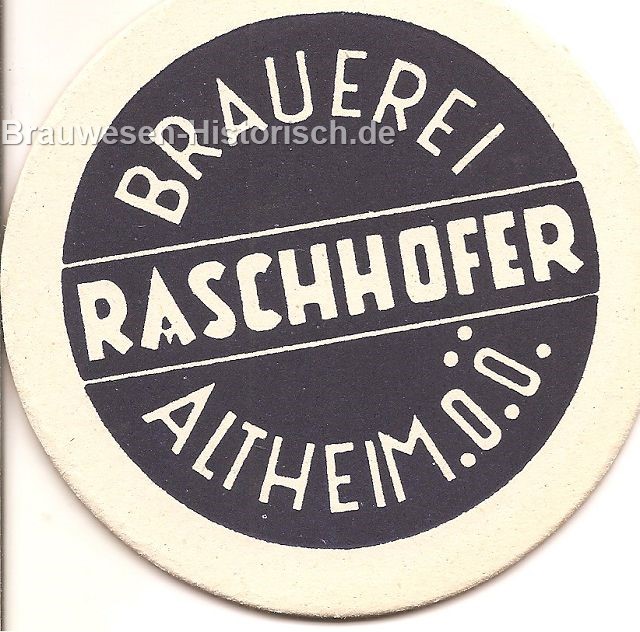 BRAUEREI
Brauwesen-Historisch.de
RASCHHOFER
ALTHEIM.O.Ö.